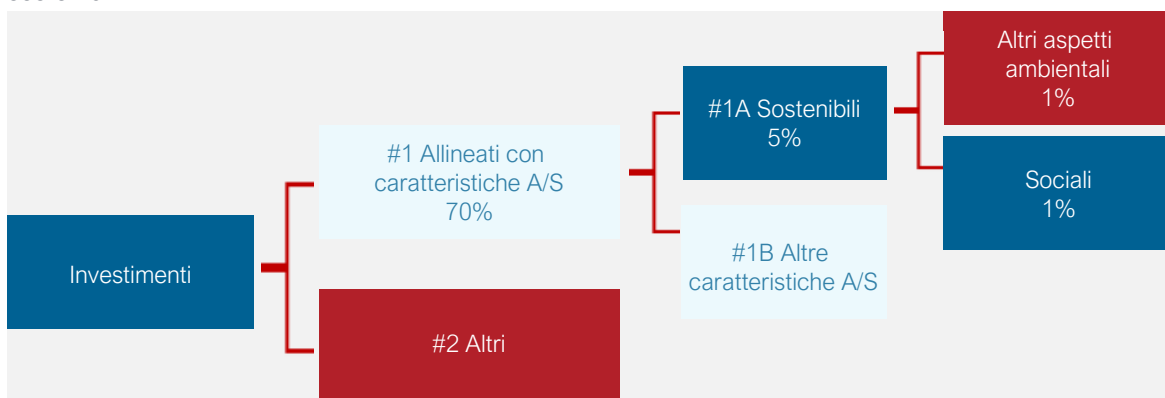 Investimenti
#1 Allineati con
caratteristiche A/S
70%
#2 Altri
#1A Sostenibili
5%
#1B Altre
caratteristiche A/S
Altri aspetti
ambientali
1%
Sociali
1%